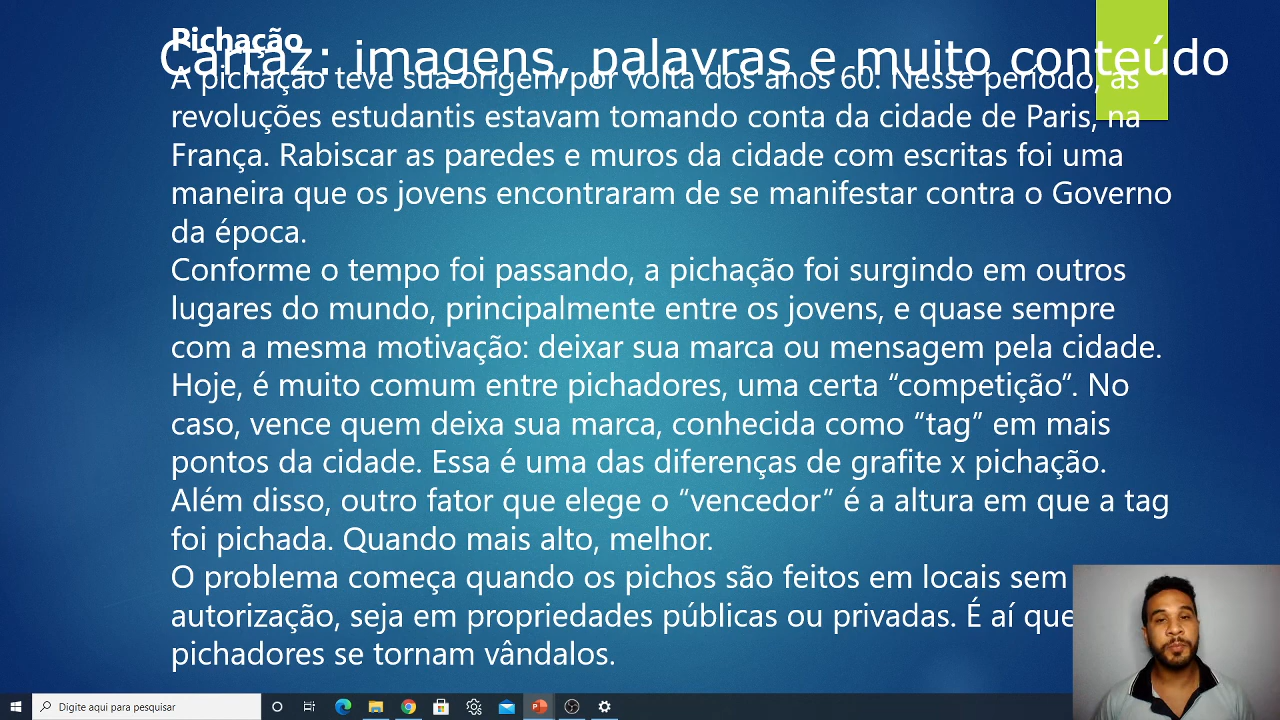 Pichação
Cartaz: imagens, palavras e muito conteúdo
A pichação teve sua origem por volta dos anos 60. Nesse período, as
revoluções estudantis estavam tomando conta da cidade de Paris, na
França. Rabiscar as paredes e muros da cidade com escritas foi uma
maneira que os jovens encontraram de se manifestar contra o Governo
da época.
Conforme o tempo foi passando, a pichação foi surgindo em outros
lugares do mundo, principalmente entre os jovens, e quase sempre
com a mesma motivação: deixar sua marca ou mensagem pela cidade.
Hoje, é muito comum entre pichadores, uma certa “competição”. No
caso, vence quem deixa sua marca, conhecida como “tag” em mais
pontos da cidade. Essa é uma das diferenças de grafite x pichação.
Além disso, outro fator que elege o “vencedor” é a altura em que a tag
foi pichada. Quando mais alto, melhor.
O problema começa quando os pichos são feitos em locais sem
autorização, seja em propriedades públicas ou privadas. É aí que
pichadores se tornam vândalos.
Digite aqui para pesquisar